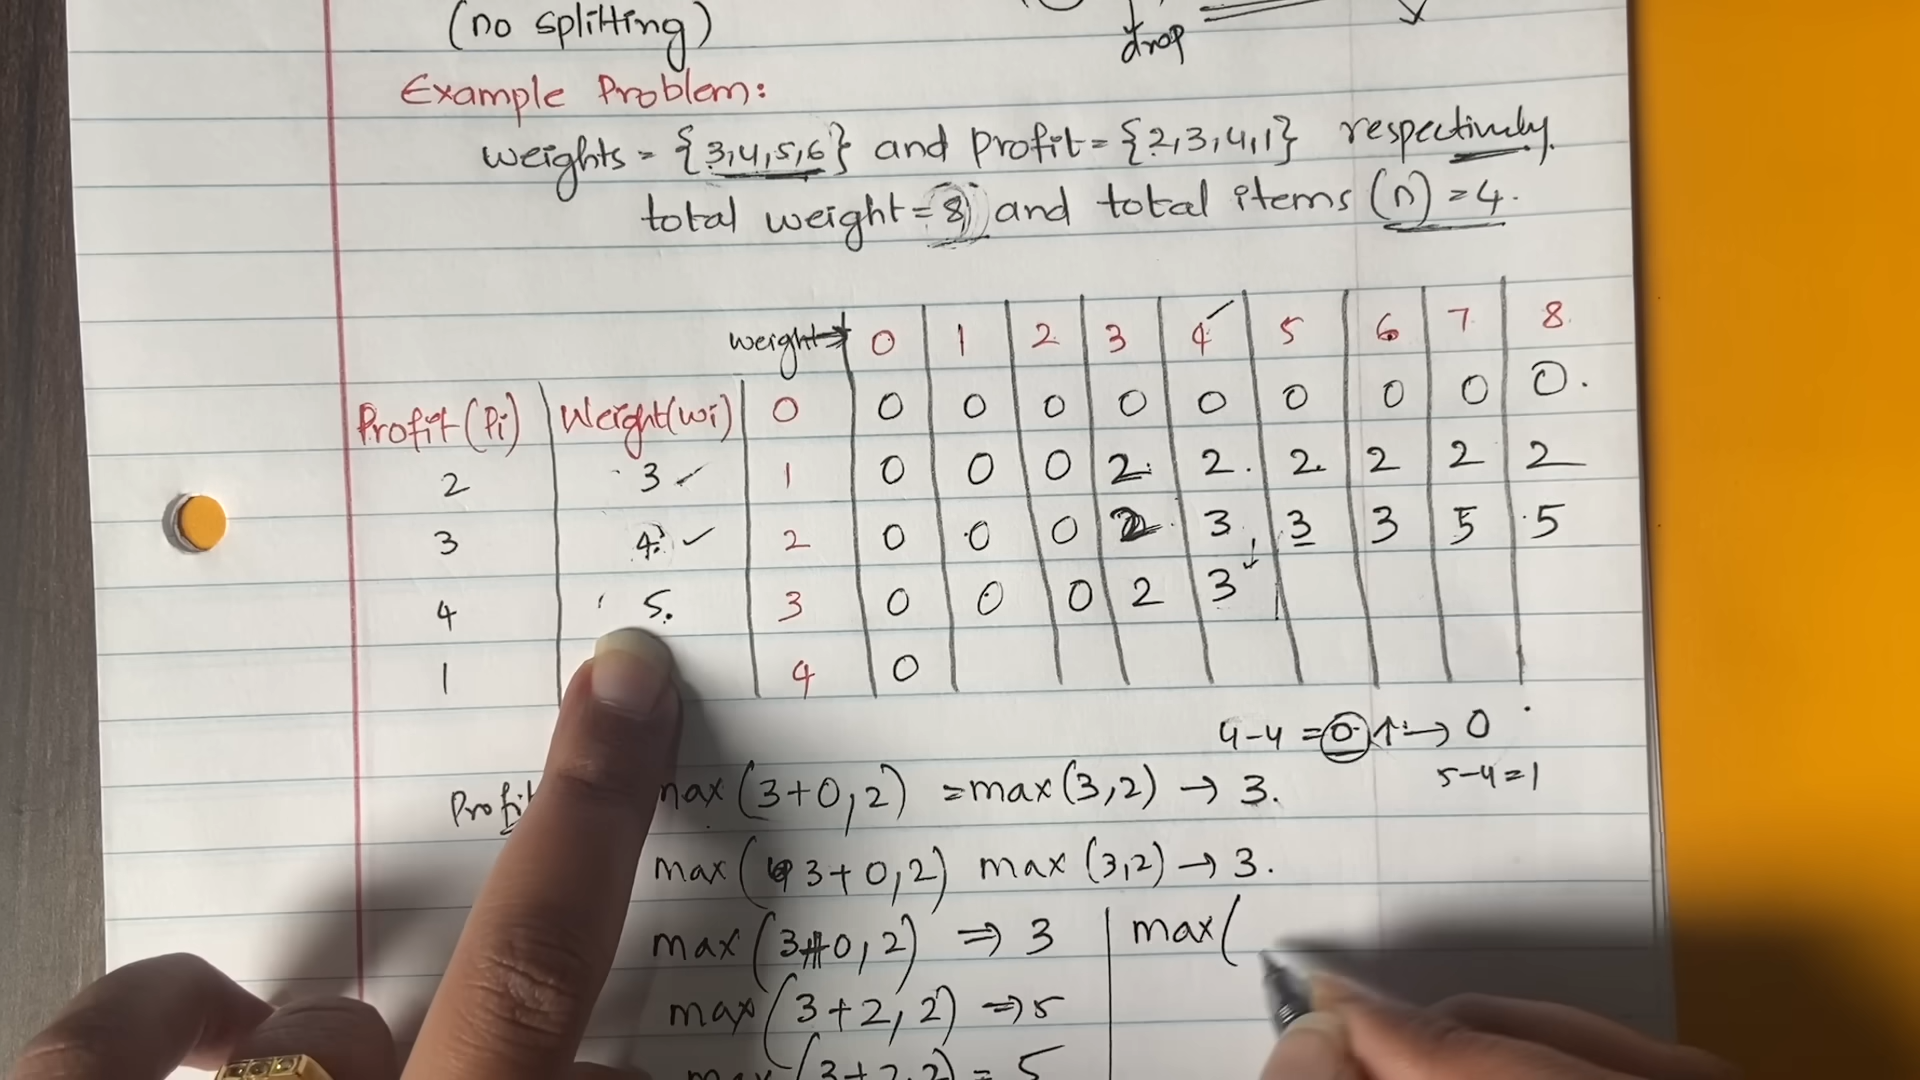 (no splitting)
drop
Example Problem:
weights = {3,4,5,6} and profit = {2,3,4,1} respectively.
total weight = 8 and total items (n) = 4.
weight→ 0 1 2 3 4 5 6 7 8
Profit(Pi) Weight(wi) 0 0 0 0 0 0 0 0 0 0.
2 3 ✓ 1 0 0 0 2 2 2 2 2 2
3 4 ✓ 2 0 0 0 2 3 3 3 5 5
4 5 3 0 0 0 2 3
1 4 0
4-4 = 0 ↑ → 0
5-4=1
Profit max(3+0,2) = max(3,2) → 3.
max(3+0,2) max(3,2) → 3.
max(3+0,2) ⇒ 3 max(
max(3+2,2) ⇒ 5
(3+2,2) = 5